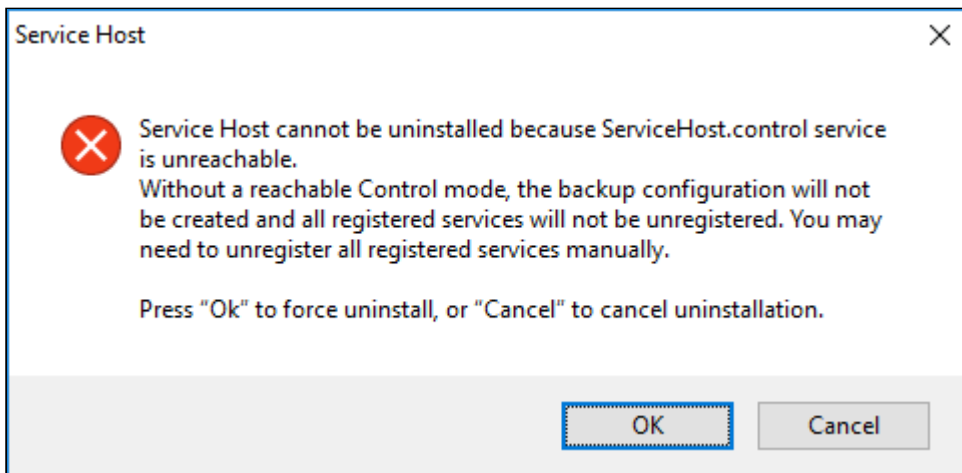 Service Host
Service Host cannot be uninstalled because ServiceHost.control service
is unreachable.
Without a reachable Control mode, the backup configuration will not
be created and all registered services will not be unregistered. You may
need to unregister all registered services manually.
Press “Ok” to force uninstall, or “Cancel” to cancel uninstallation.
OK
Cancel